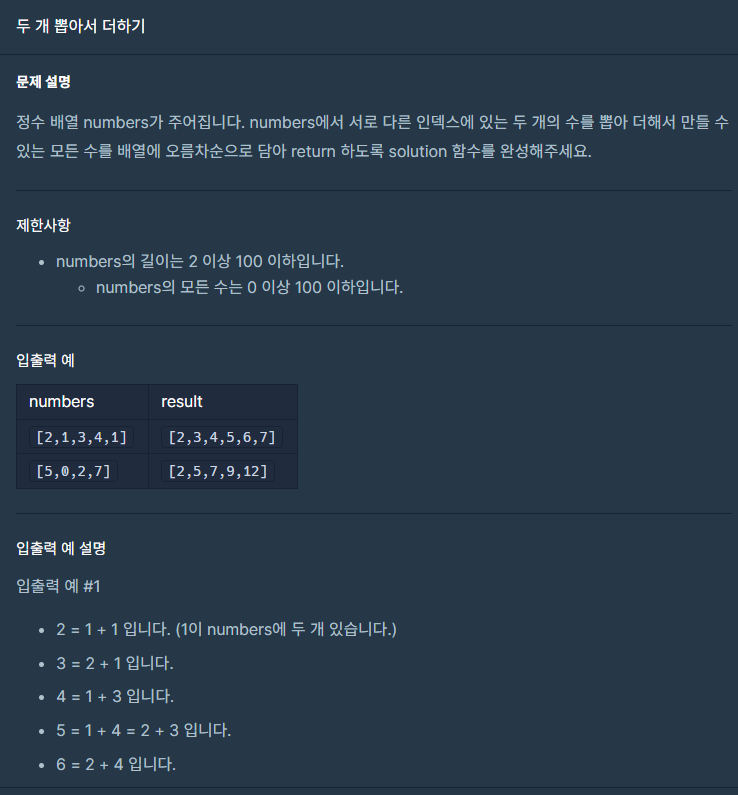 두 개 뽑아서 더하기
문제 설명
정수 배열 numbers가 주어집니다. numbers에서 서로 다른 인덱스에 있는 두 개의 수를 뽑아 더해서 만들 수
있는 모든 수를 배열에 오름차순으로 담아 return 하도록 solution 함수를 완성해주세요.
제한사항
numbers의 길이는 2 이상 100 이하입니다.
numbers의 모든 수는 0 이상 100 이하입니다.
입출력 예
numbers result
[2,1,3,4,1] [2,3,4,5,6,7]
[5,0,2,7] [2,5,7,9,12]
입출력 예 설명
입출력 예 #1
2 = 1 + 1 입니다. (1이 numbers에 두 개 있습니다.)
3 = 2 + 1 입니다.
4 = 1 + 3 입니다.
5 = 1 + 4 = 2 + 3 입니다.
6 = 2 + 4 입니다.